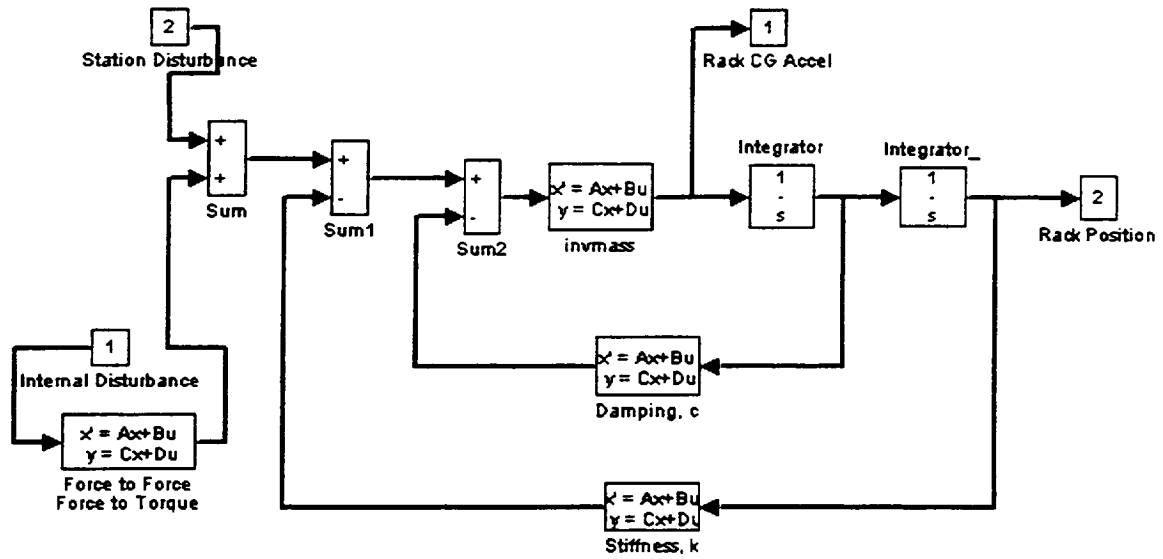 2
Station Disturbance
1
Rack CG Accel
+
+
Sum
+
-
Sum1
+
-
Sum2
x' = Ax+Bu
y = Cx+Du
invmass
Integrator
1
-
s
Integrator_
1
-
s
2
Rack Position
1
Internal Disturbance
x' = Ax+Bu
y = Cx+Du
Force to Force
Force to Torque
x' = Ax+Bu
y = Cx+Du
Damping, c
x' = Ax+Bu
y = Cx+Du
Stiffness, k